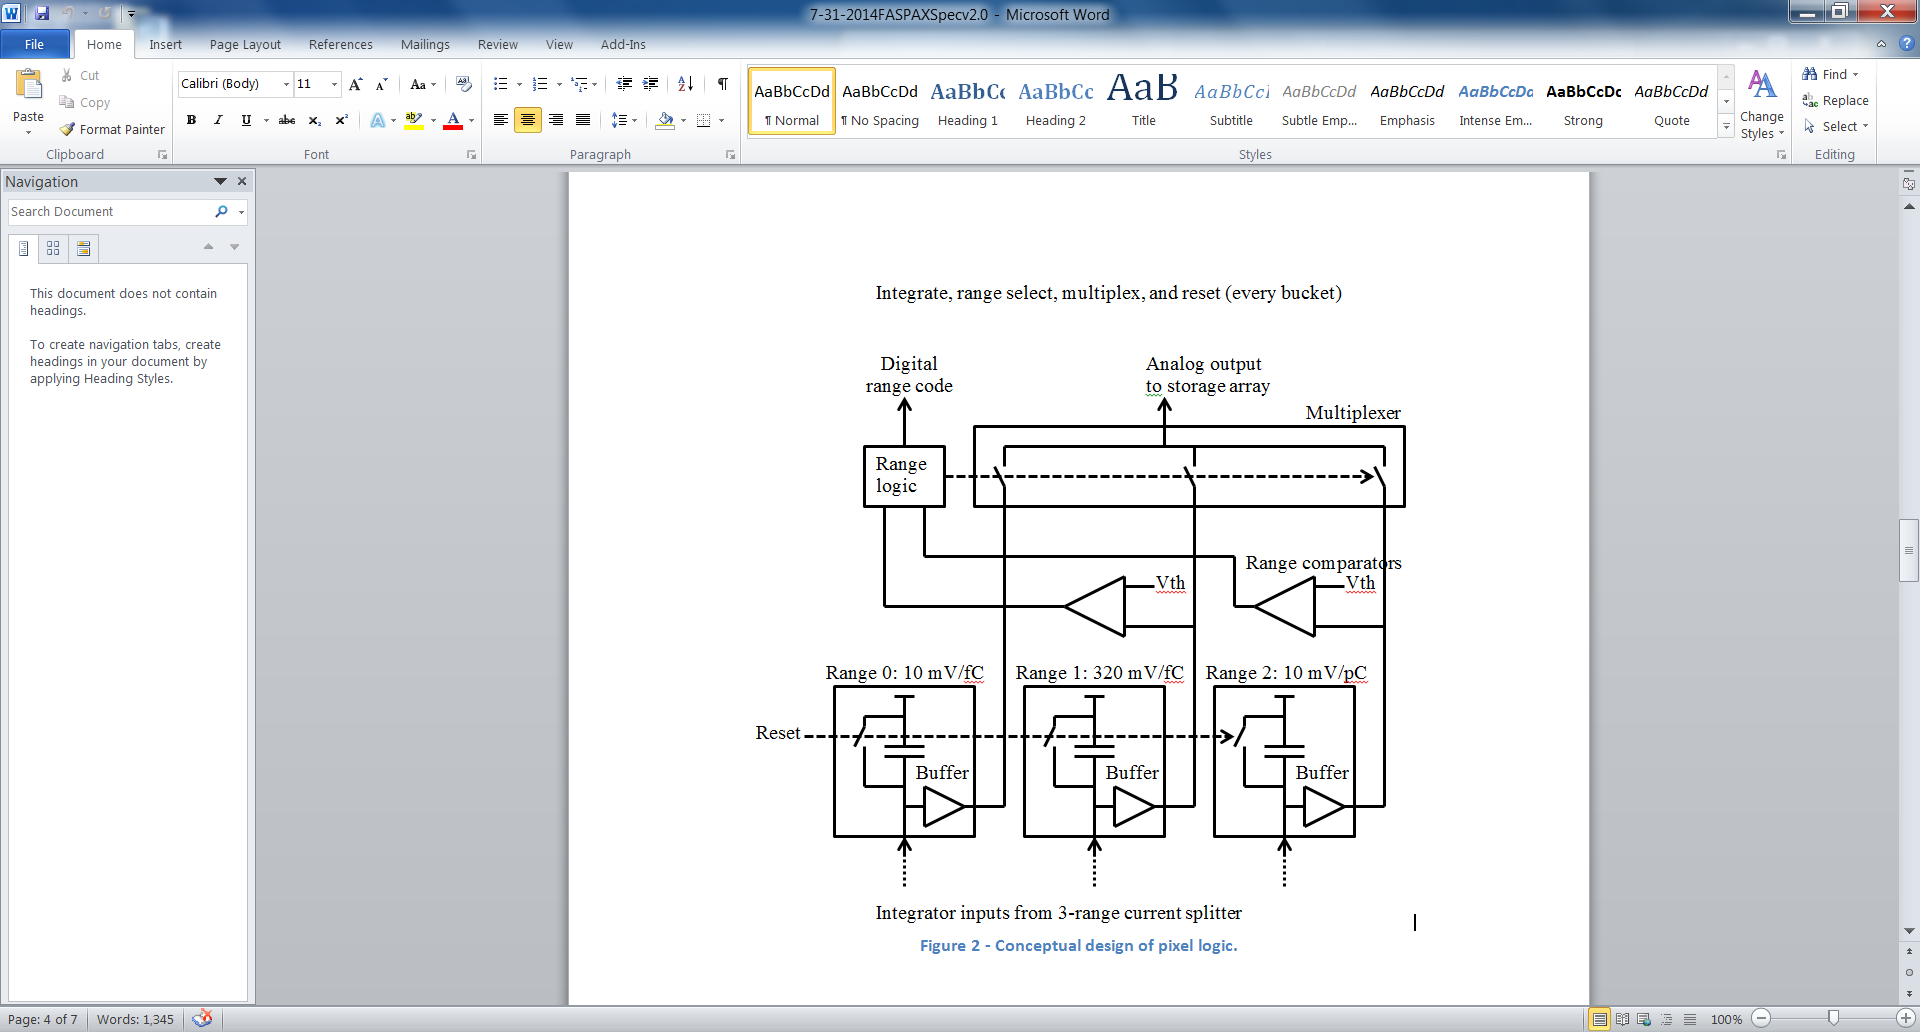 7-31-2014FASPAXSpecv2.0 - Microsoft Word
File Home Insert Page Layout References Mailings Review View Add-Ins
Paste
Cut
Copy
Format Painter
Clipboard
Calibri (Body) 11
Font
Paragraph
AaBbCcDd AaBbCcDd AaBbCc AaBbCc AaB AaBbCcl AaBbCcDd AaBbCcDd AaBbCcDd AaBbCcDc AaBbCcDd
¶ Normal ¶ No Spacing Heading 1 Heading 2 Title Subtitle Subtle Emp... Emphasis Intense Em... Strong Quote
Styles
Change
Styles
Find
Replace
Select
Editing
Navigation
Search Document
This document does not contain
headings.
To create navigation tabs, create
headings in your document by
applying Heading Styles.
Integrate, range select, multiplex, and reset (every bucket)
Digital
range code
Analog output
to storage array
Multiplexer
Range
logic
Range comparators
Vth Vth
Range 0: 10 mV/fC Range 1: 320 mV/fC Range 2: 10 mV/pC
Reset
Buffer Buffer Buffer
Integrator inputs from 3-range current splitter
Figure 2 - Conceptual design of pixel logic.
Page: 4 of 7 Words: 1,345 100%